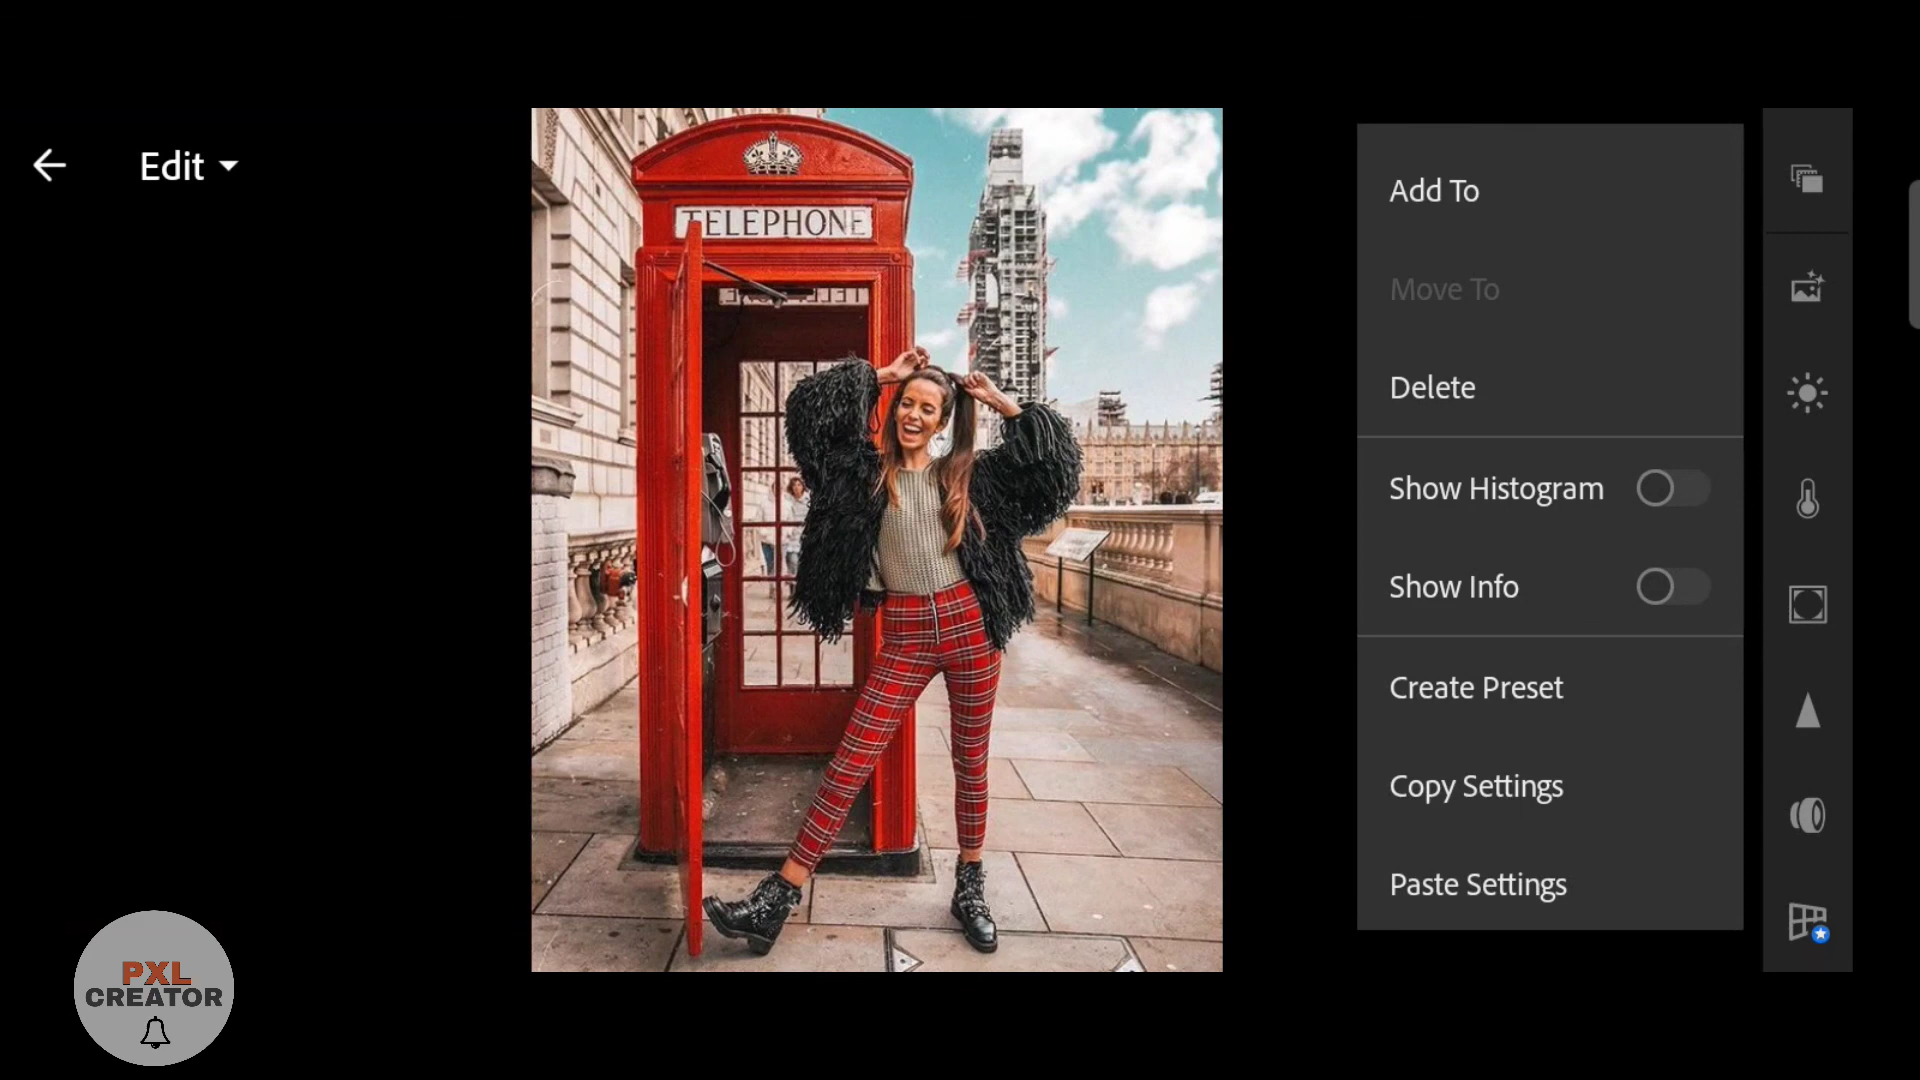 Edit
TELEPHONE
Add To
Move To
Delete
Show Histogram
Show Info
Create Preset
Copy Settings
Paste Settings
PXL
CREATOR